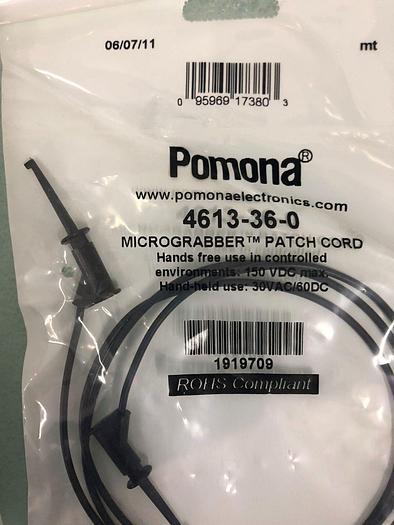 06/07/11 mt
0 95969 17380 3
Pomona®
www.pomonaelectronics.com
4613-36-0
MICROGRABBER™ PATCH CORD
Hands free use in controlled
environments: 150 VDC max.
Hand-held use: 30VAC/60DC
1919709
ROHS Compliant